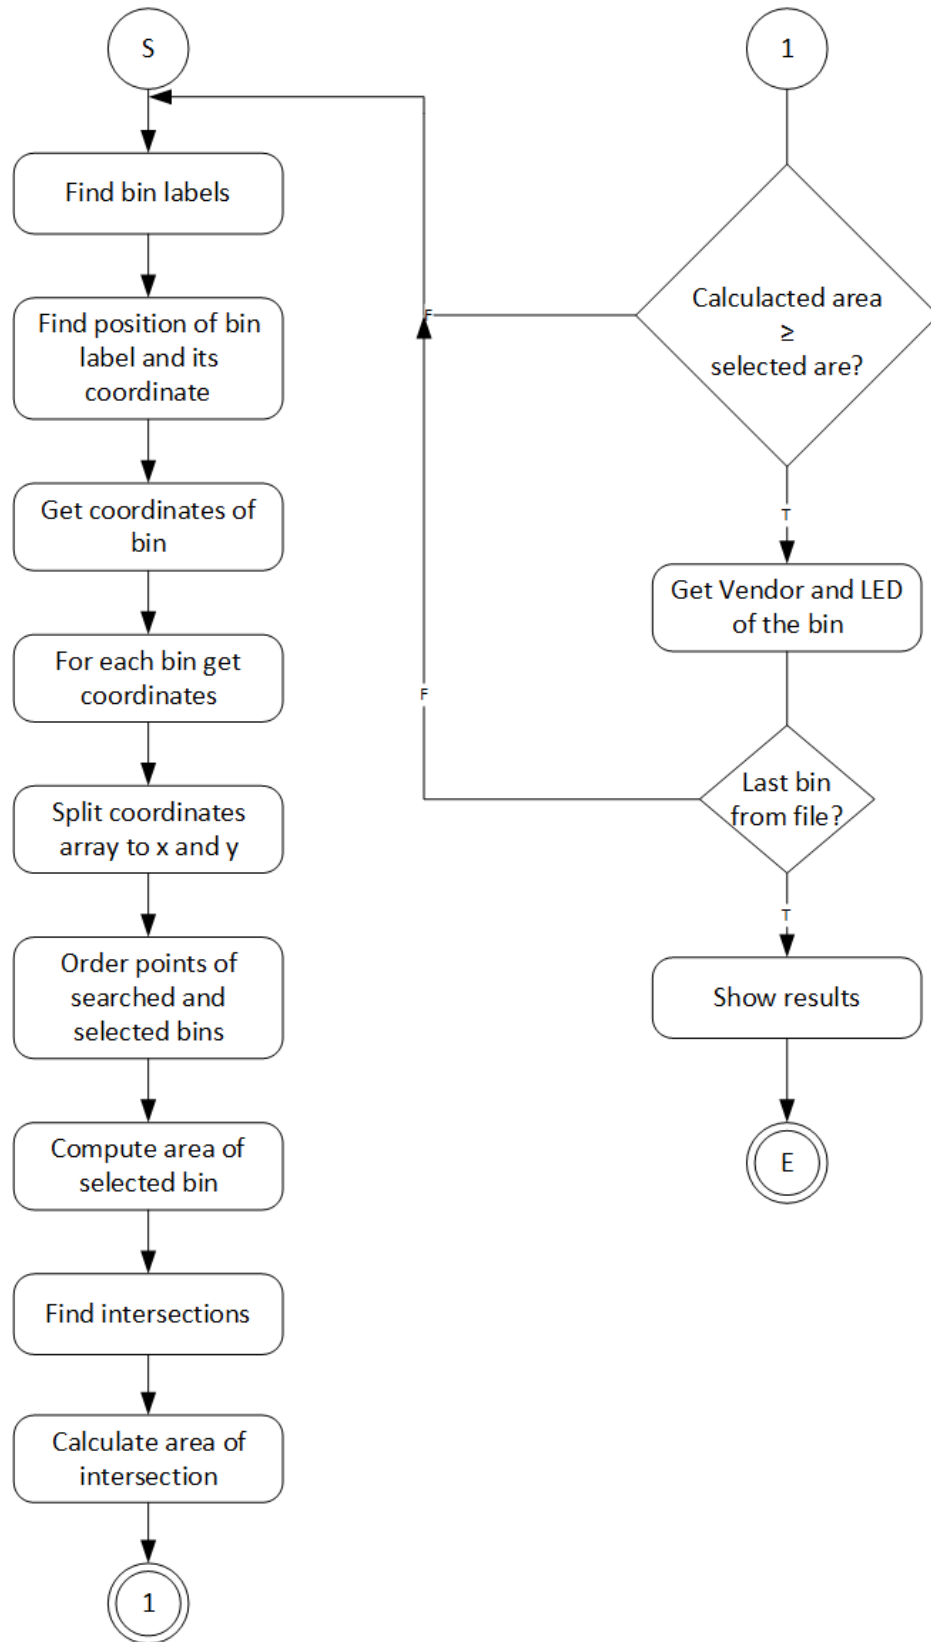 S
Find bin labels
Find position of bin
label and its
coordinate
Get coordinates of
bin
For each bin get
coordinates
Split coordinates
array to x and y
Order points of
searched and
selected bins
Compute area of
selected bin
Find intersections
Calculate area of
intersection
1
1
Calculacted area
≥
selected are?
F
T
Get Vendor and LED
of the bin
F
Last bin
from file?
T
Show results
E